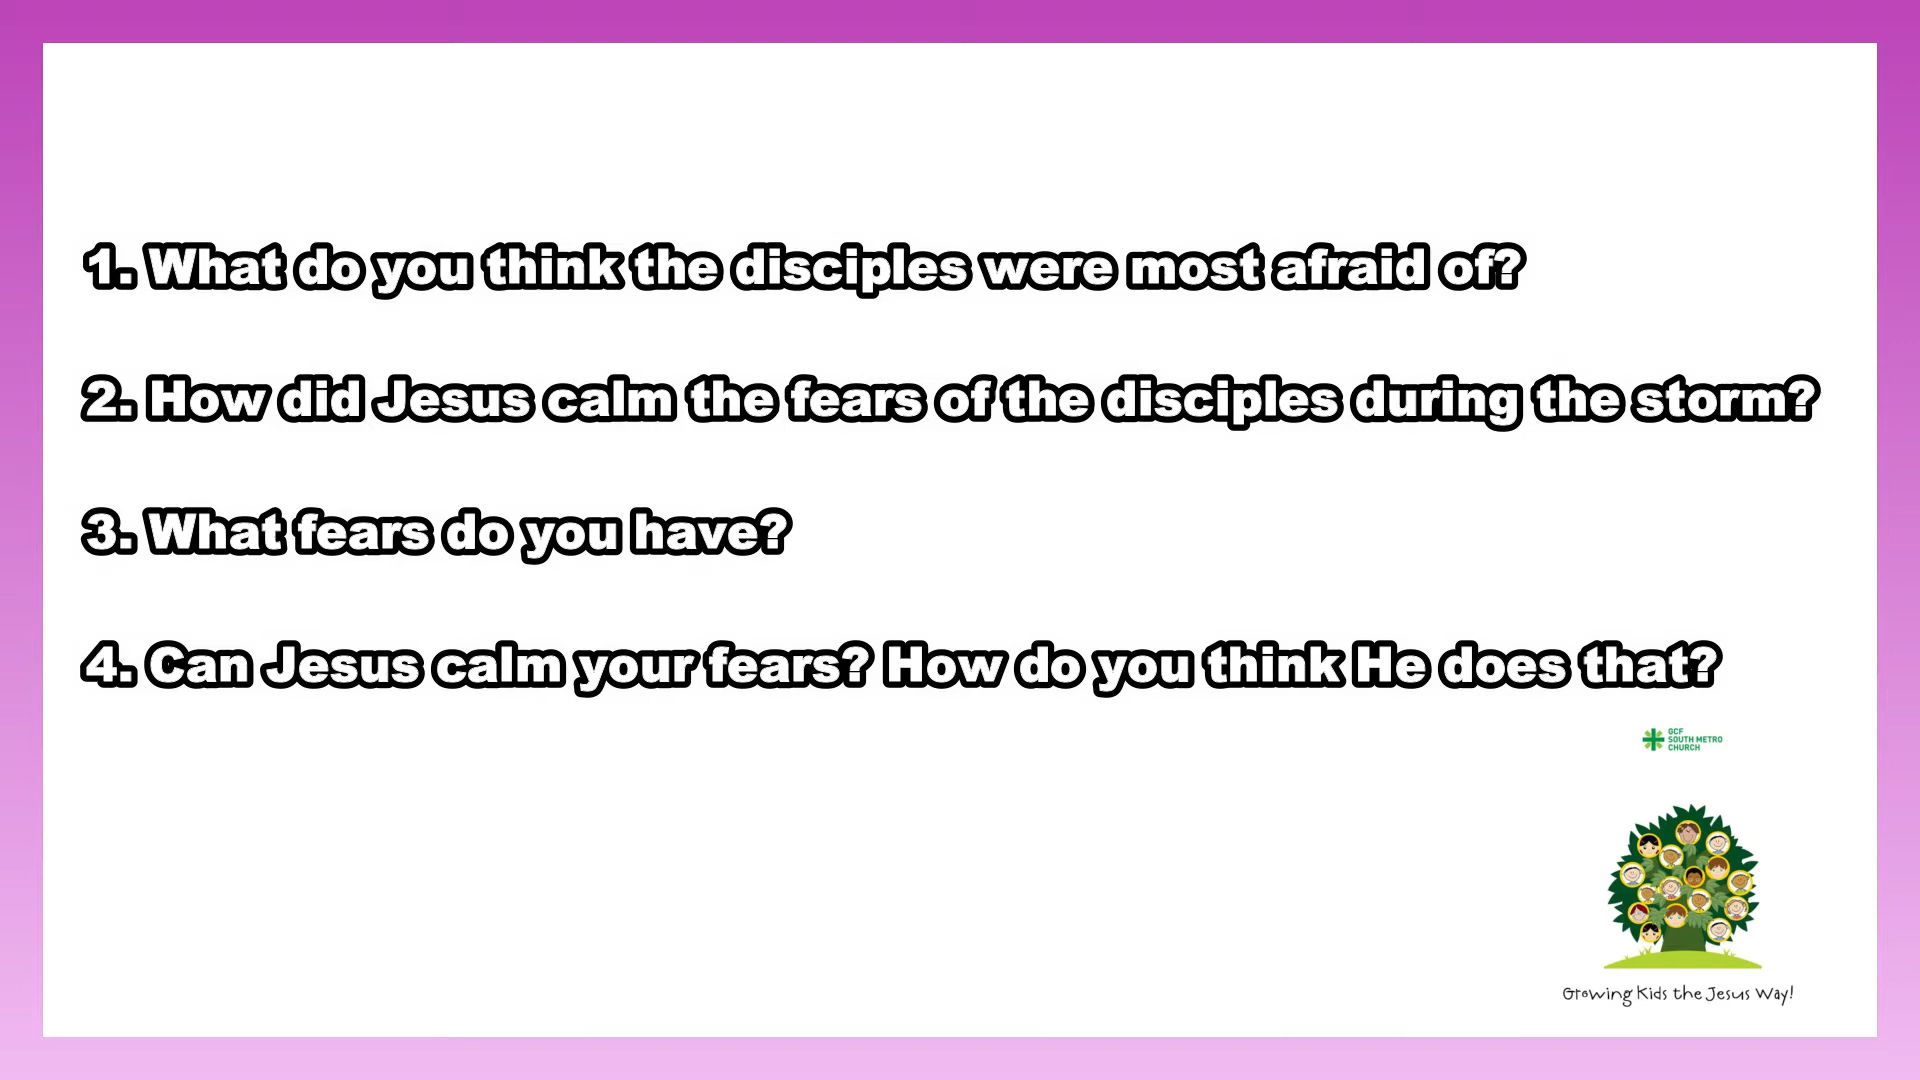 1. What do you think the disciples were most afraid of?
2. How did Jesus calm the fears of the disciples during the storm?
3. What fears do you have?
4. Can Jesus calm your fears? How do you think He does that?
GCF
SOUTH METRO
CHURCH
Growing Kids the Jesus Way!